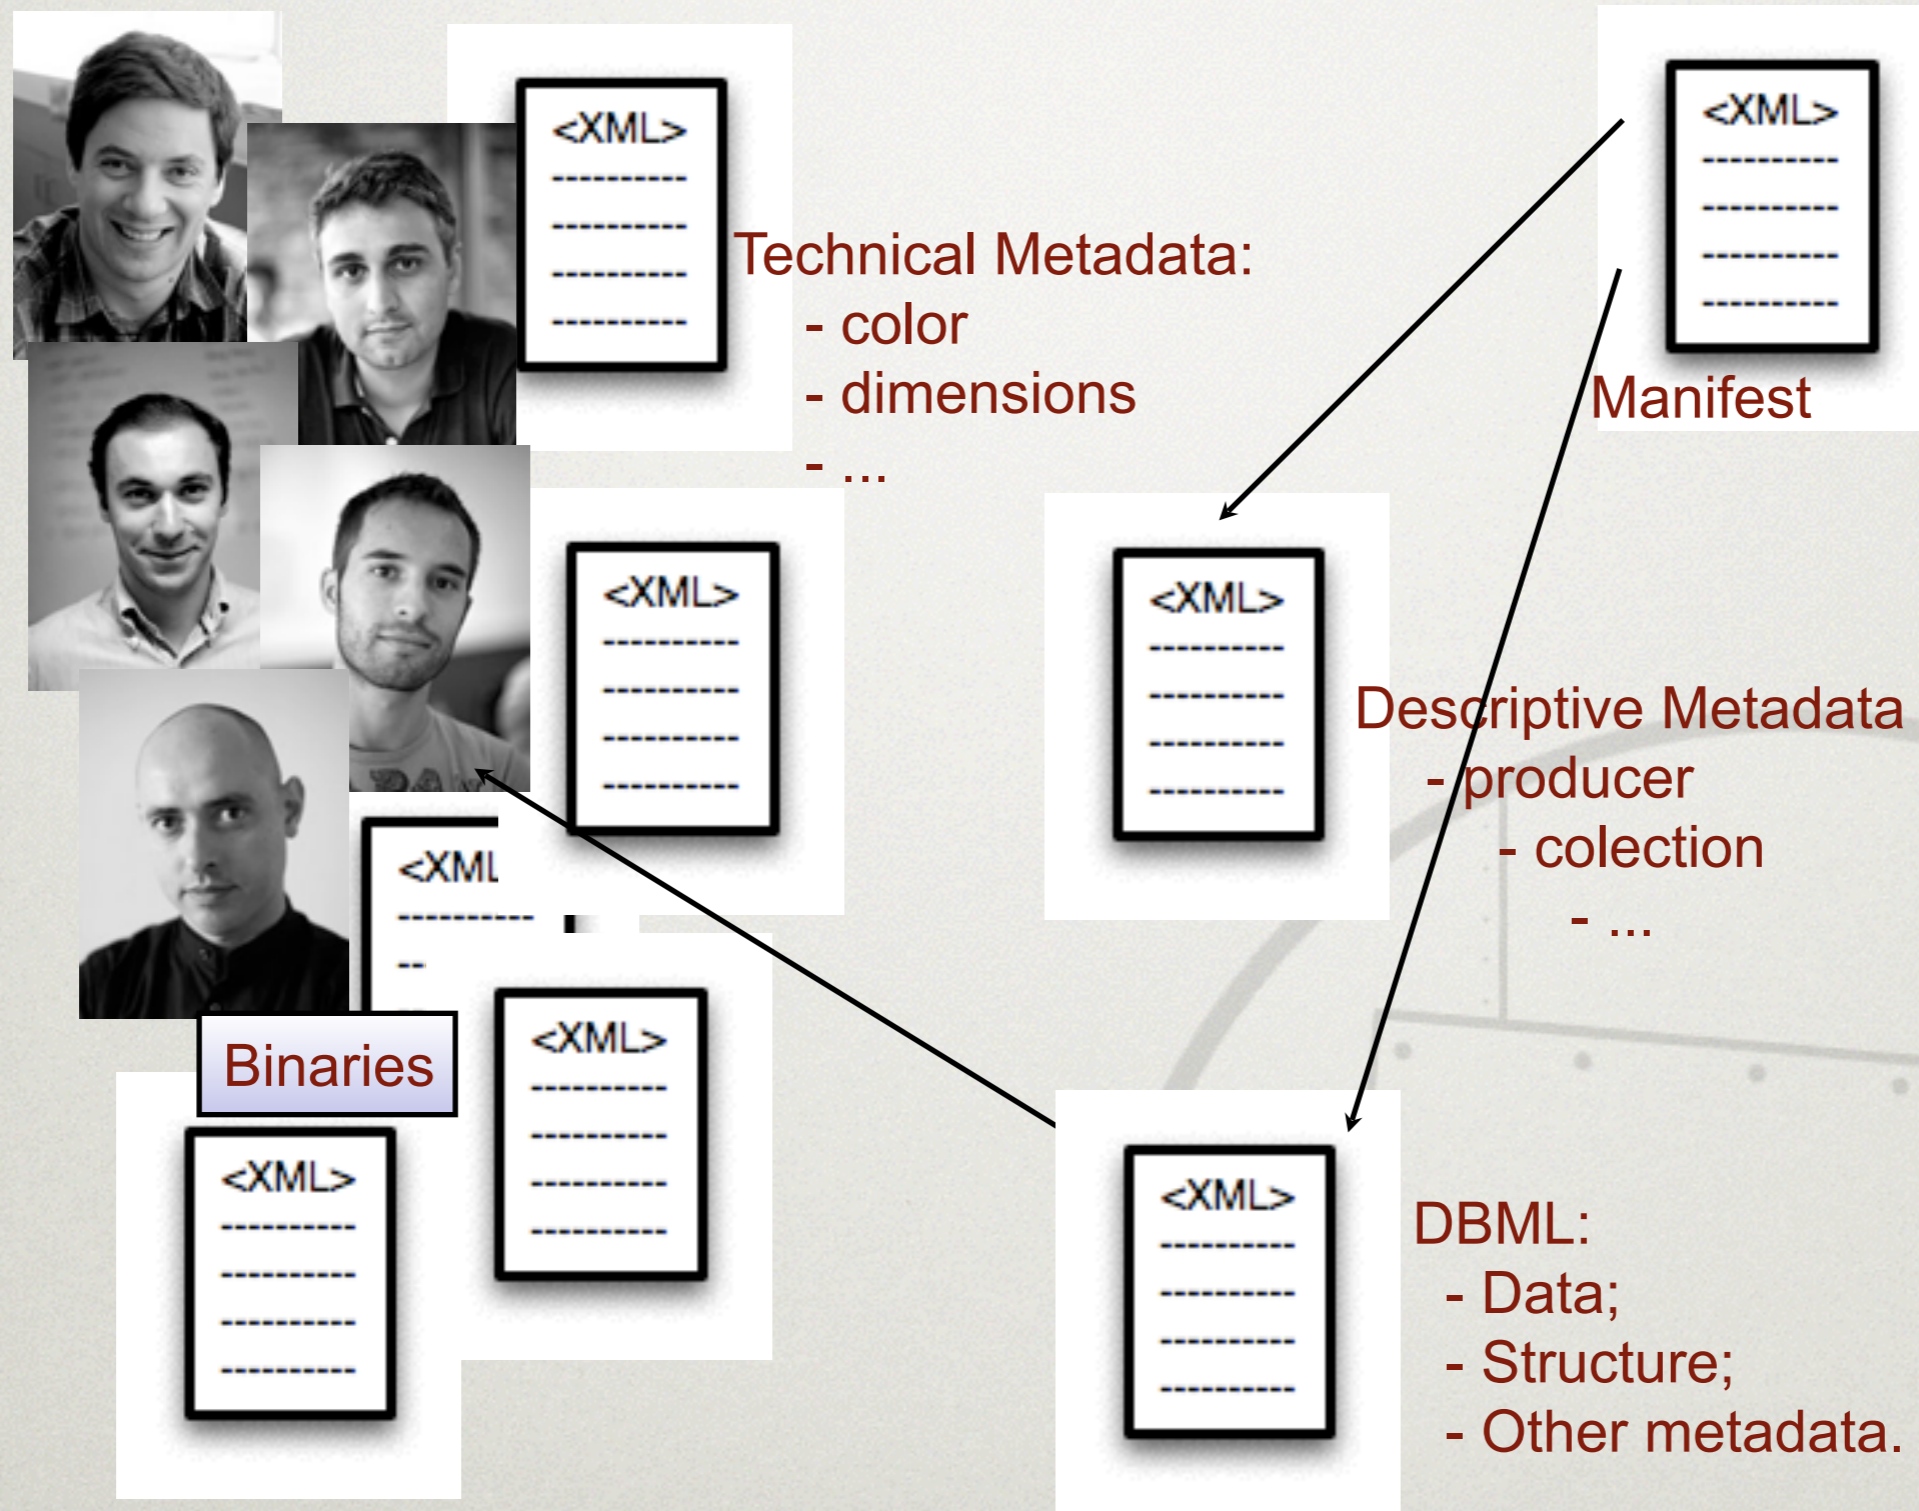 <XML>
----------
----------
----------
----------
Technical Metadata:
- color
- dimensions
- ...
<XML>
----------
----------
----------
----------
Manifest
<XML>
----------
----------
----------
----------
<XML>
----------
----------
----------
----------
Descriptive Metadata
- producer
- colection
- ...
<XML
----------
--
Binaries
<XML>
----------
----------
----------
----------
<XML>
----------
----------
----------
----------
<XML>
----------
----------
----------
----------
DBML:
- Data;
- Structure;
- Other metadata.